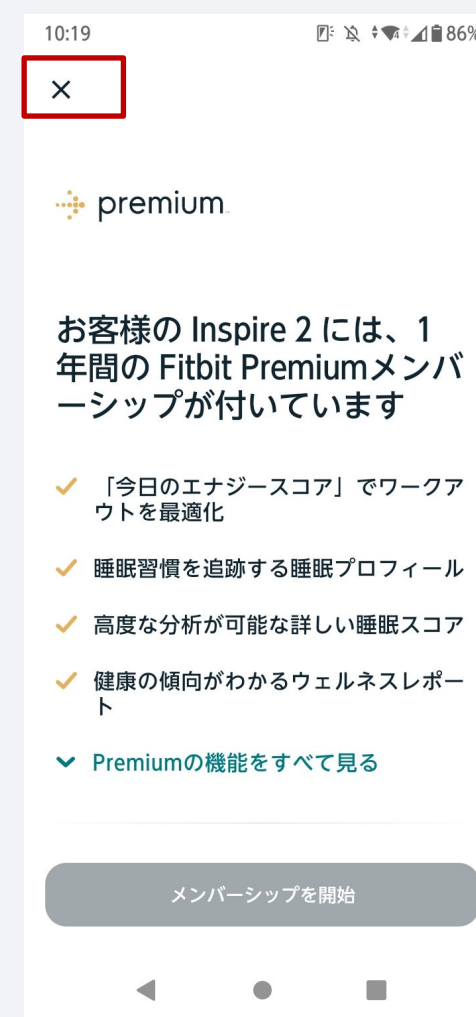 10:19
86%
premium
お客様の Inspire 2 には、1
年間の Fitbit Premiumメンバ
ーシップが付いています
「今日のエナジースコア」でワークア
ウトを最適化
睡眠習慣を追跡する睡眠プロフィール
高度な分析が可能な詳しい睡眠スコア
健康の傾向がわかるウェルネスレポー
ト
Premiumの機能をすべて見る
メンバーシップを開始